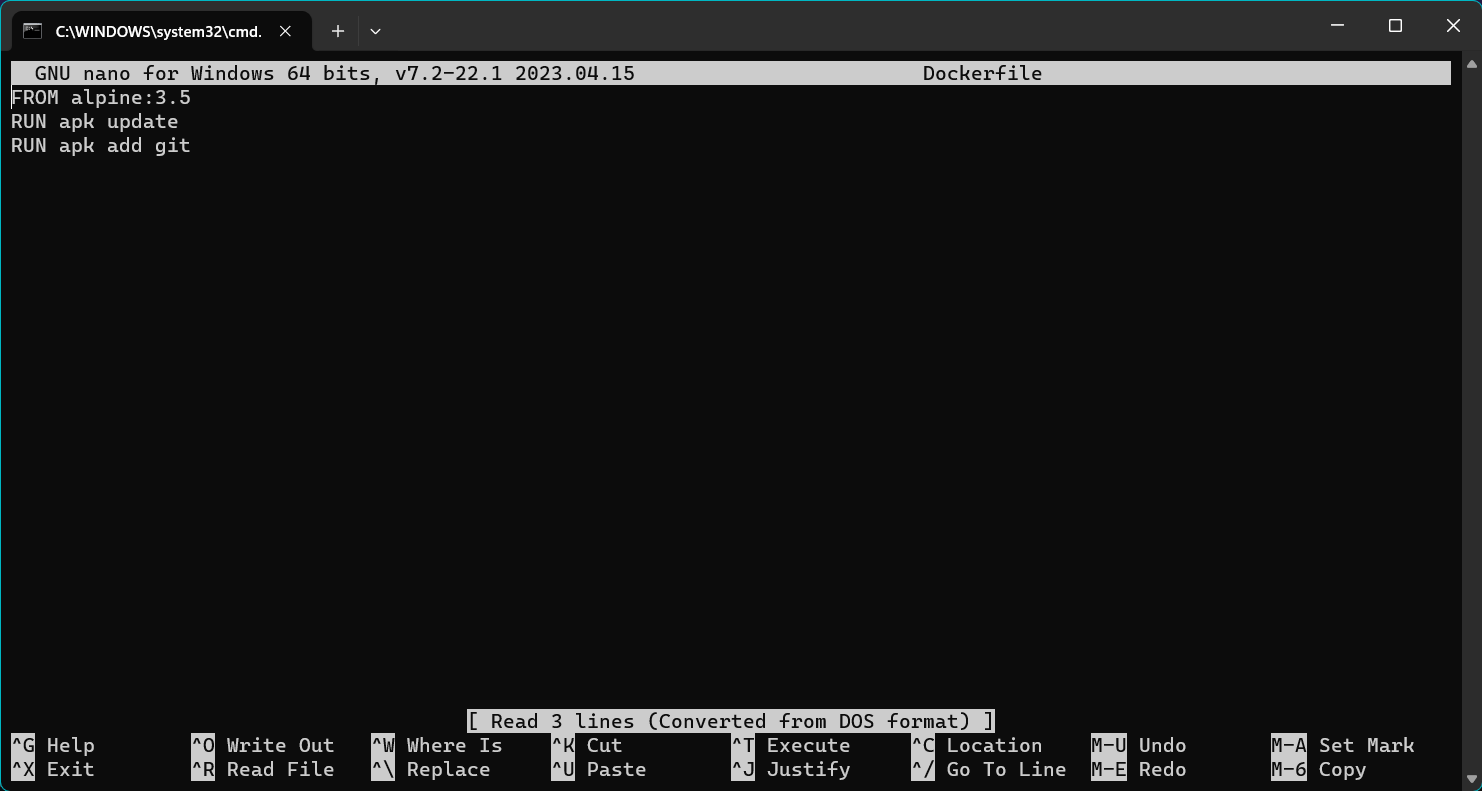 C:\WINDOWS\system32\cmd.
GNU nano for Windows 64 bits, v7.2-22.1 2023.04.15 Dockerfile
FROM alpine:3.5
RUN apk update
RUN apk add git
[ Read 3 lines (Converted from DOS format) ]
^G Help ^O Write Out ^W Where Is ^K Cut ^T Execute ^C Location M-U Undo M-A Set Mark
^X Exit ^R Read File ^\ Replace ^U Paste ^J Justify ^/ Go To Line M-E Redo M-6 Copy